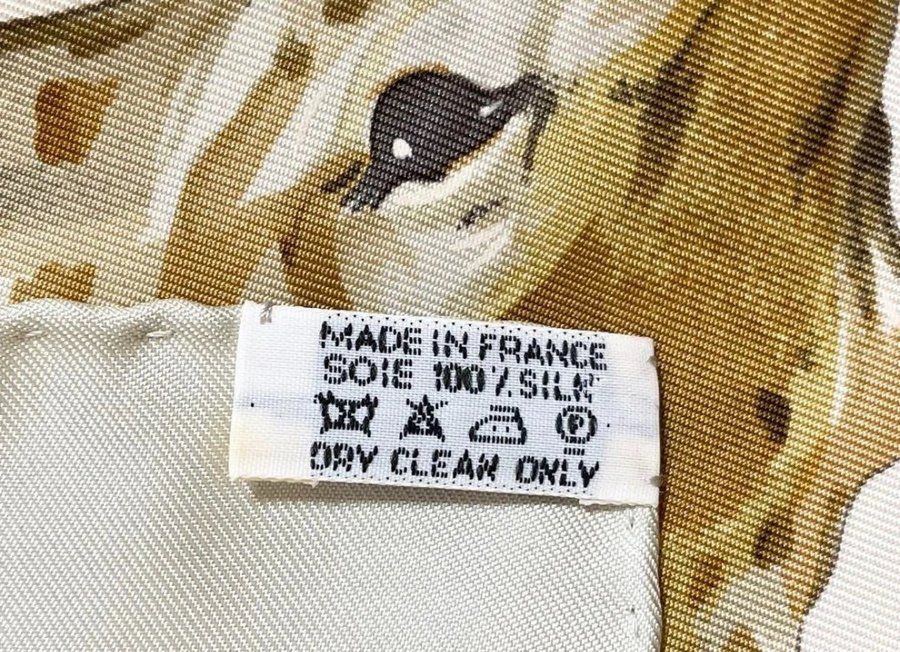 MADE IN FRANCE
SOIE 100% SILK
P
DRY CLEAN ONLY